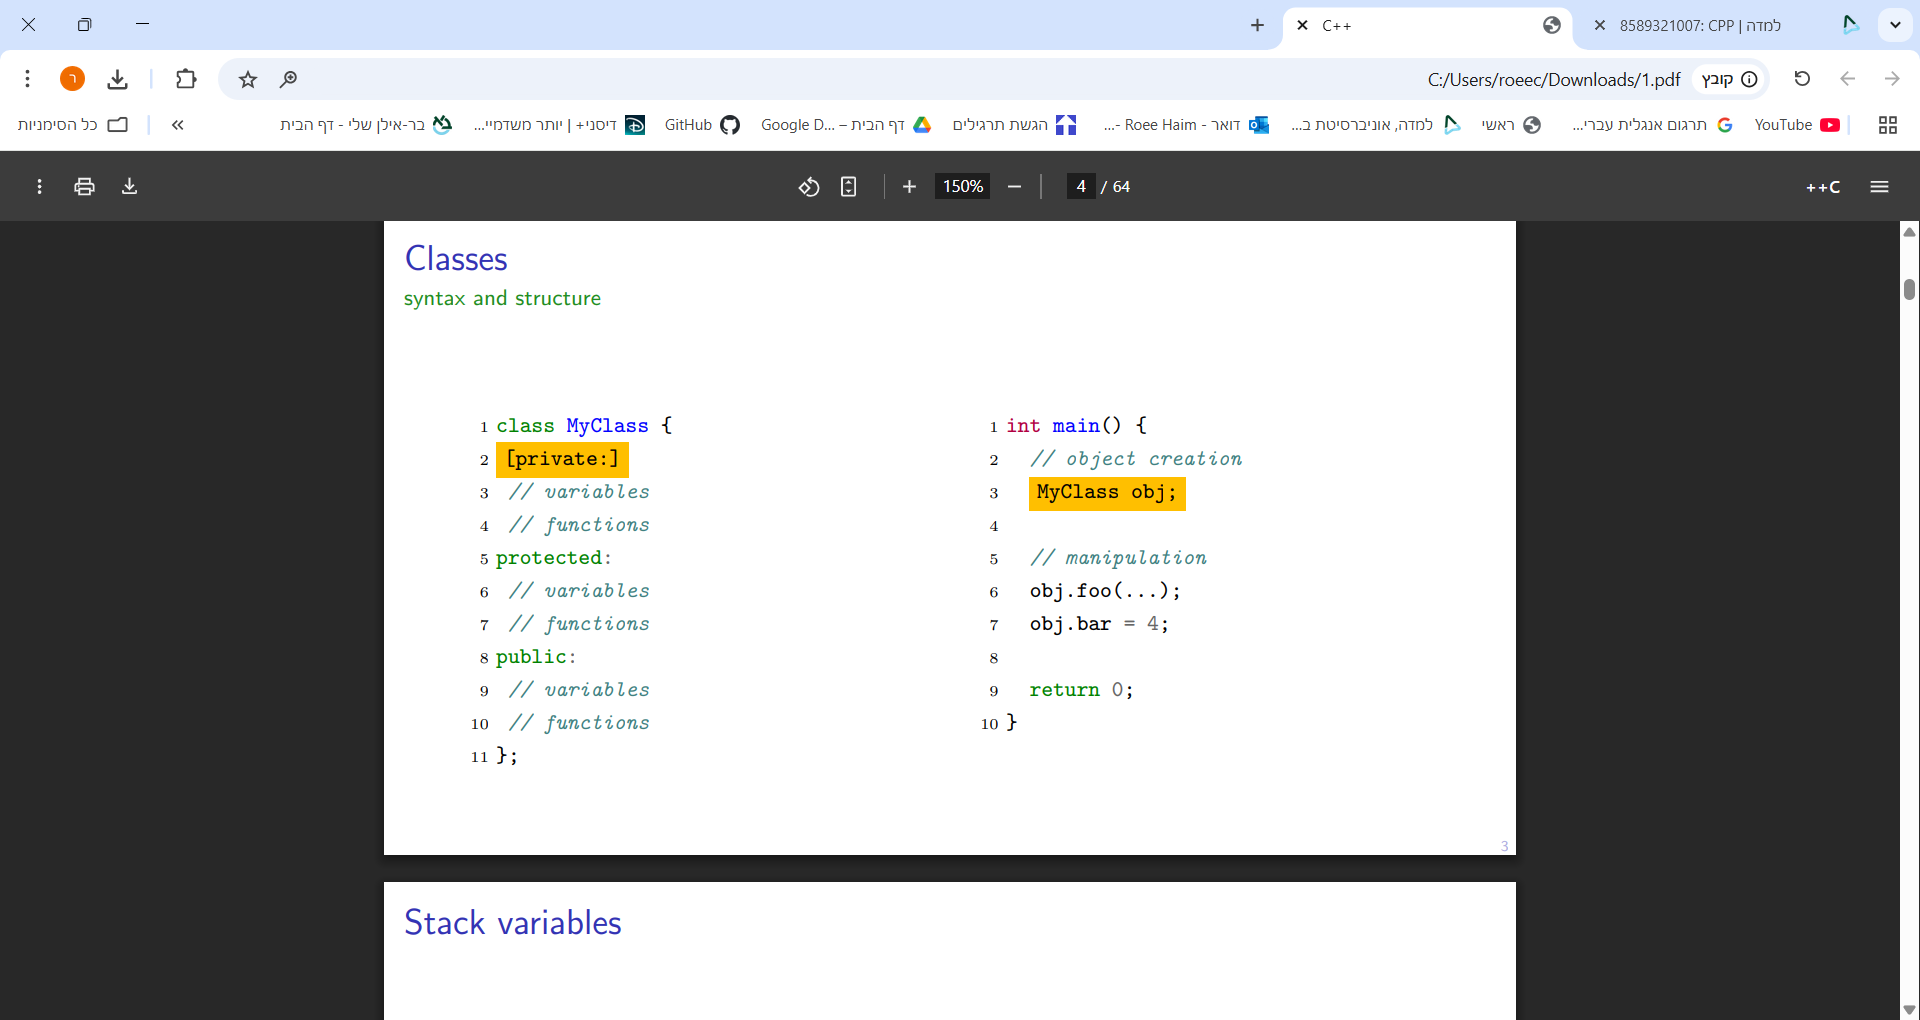 C++
8589321007: CPP | למדה
C:/Users/roeec/Downloads/1.pdf
קובץ
ר
כל הסימניות
»
בר-אילן שלי - דף הבית
דיסני+ | יותר משדמיי...
GitHub
Google D... – דף הבית
הגשת תרגילים
דואר - Roee Haim -...
למדה, אוניברסיטת ב...
ראשי
תרגום אנגלית עברי...
YouTube
150%
4 / 64
++C
Classes
syntax and structure
1 class MyClass {
2 [private:]
3 // variables
4 // functions
5 protected:
6 // variables
7 // functions
8 public:
9 // variables
10 // functions
11 };
1 int main() {
2 // object creation
3 MyClass obj;
4
5 // manipulation
6 obj.foo(...);
7 obj.bar = 4;
8
9 return 0;
10 }
3
Stack variables